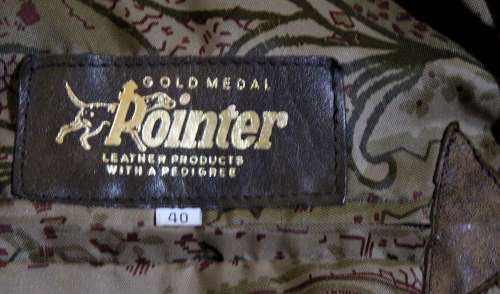 GOLD MEDAL
Pointer
LEATHER PRODUCTS
WITH A PEDIGREE
40